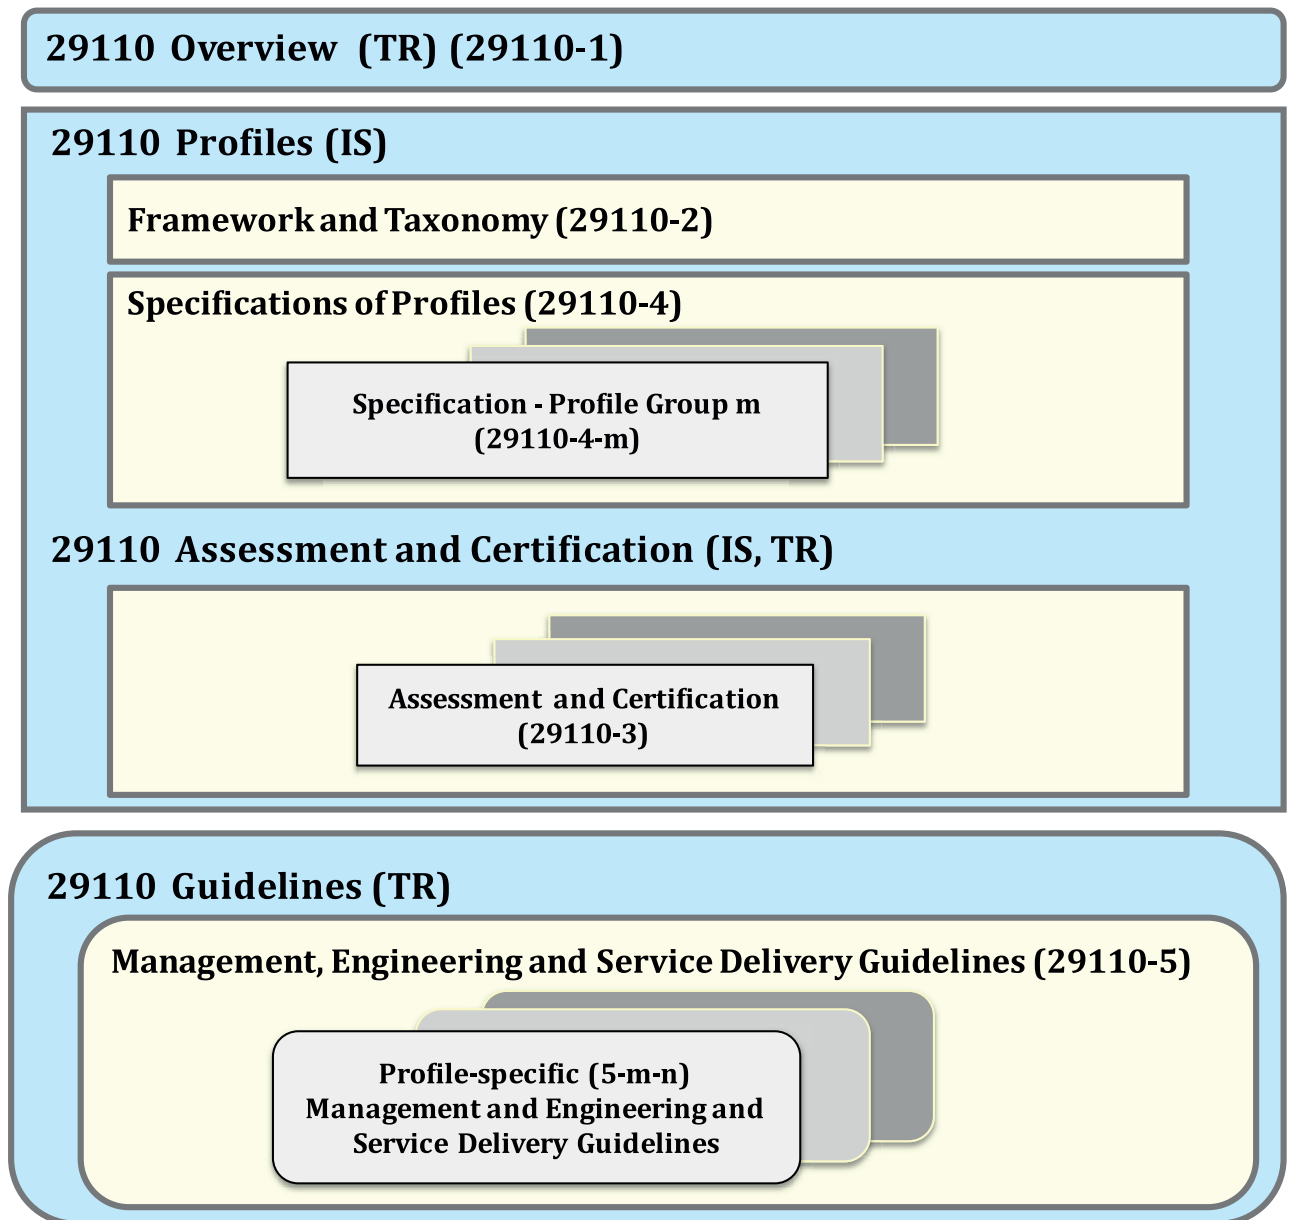 29110 Overview (TR) (29110-1)
29110 Profiles (IS)
Framework and Taxonomy (29110-2)
Specifications of Profiles (29110-4)
Specification - Profile Group m
(29110-4-m)
29110 Assessment and Certification (IS, TR)
Assessment and Certification
(29110-3)
29110 Guidelines (TR)
Management, Engineering and Service Delivery Guidelines (29110-5)
Profile-specific (5-m-n)
Management and Engineering and
Service Delivery Guidelines